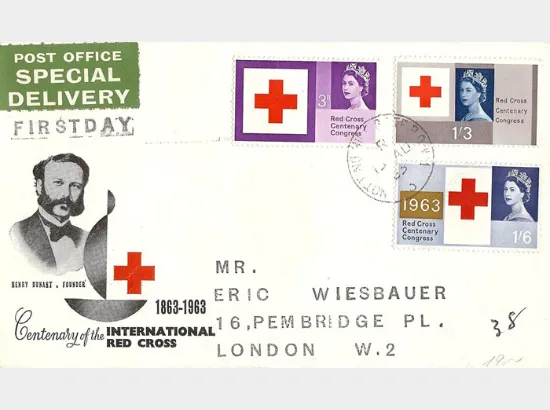 POST OFFICE
SPECIAL
DELIVERY
FIRST DAY
3D
Red Cross
Centenary
Congress
Red Cross
Centenary
Congress
1'3
1963
Red Cross
Centenary
Congress
1'6
HENRY DUNANT . FOUNDER
1863-1963
Centenary of the INTERNATIONAL
RED CROSS
MR.
ERIC WIESBAUER
16,PEMBRIDGE PL.
LONDON W.2
38